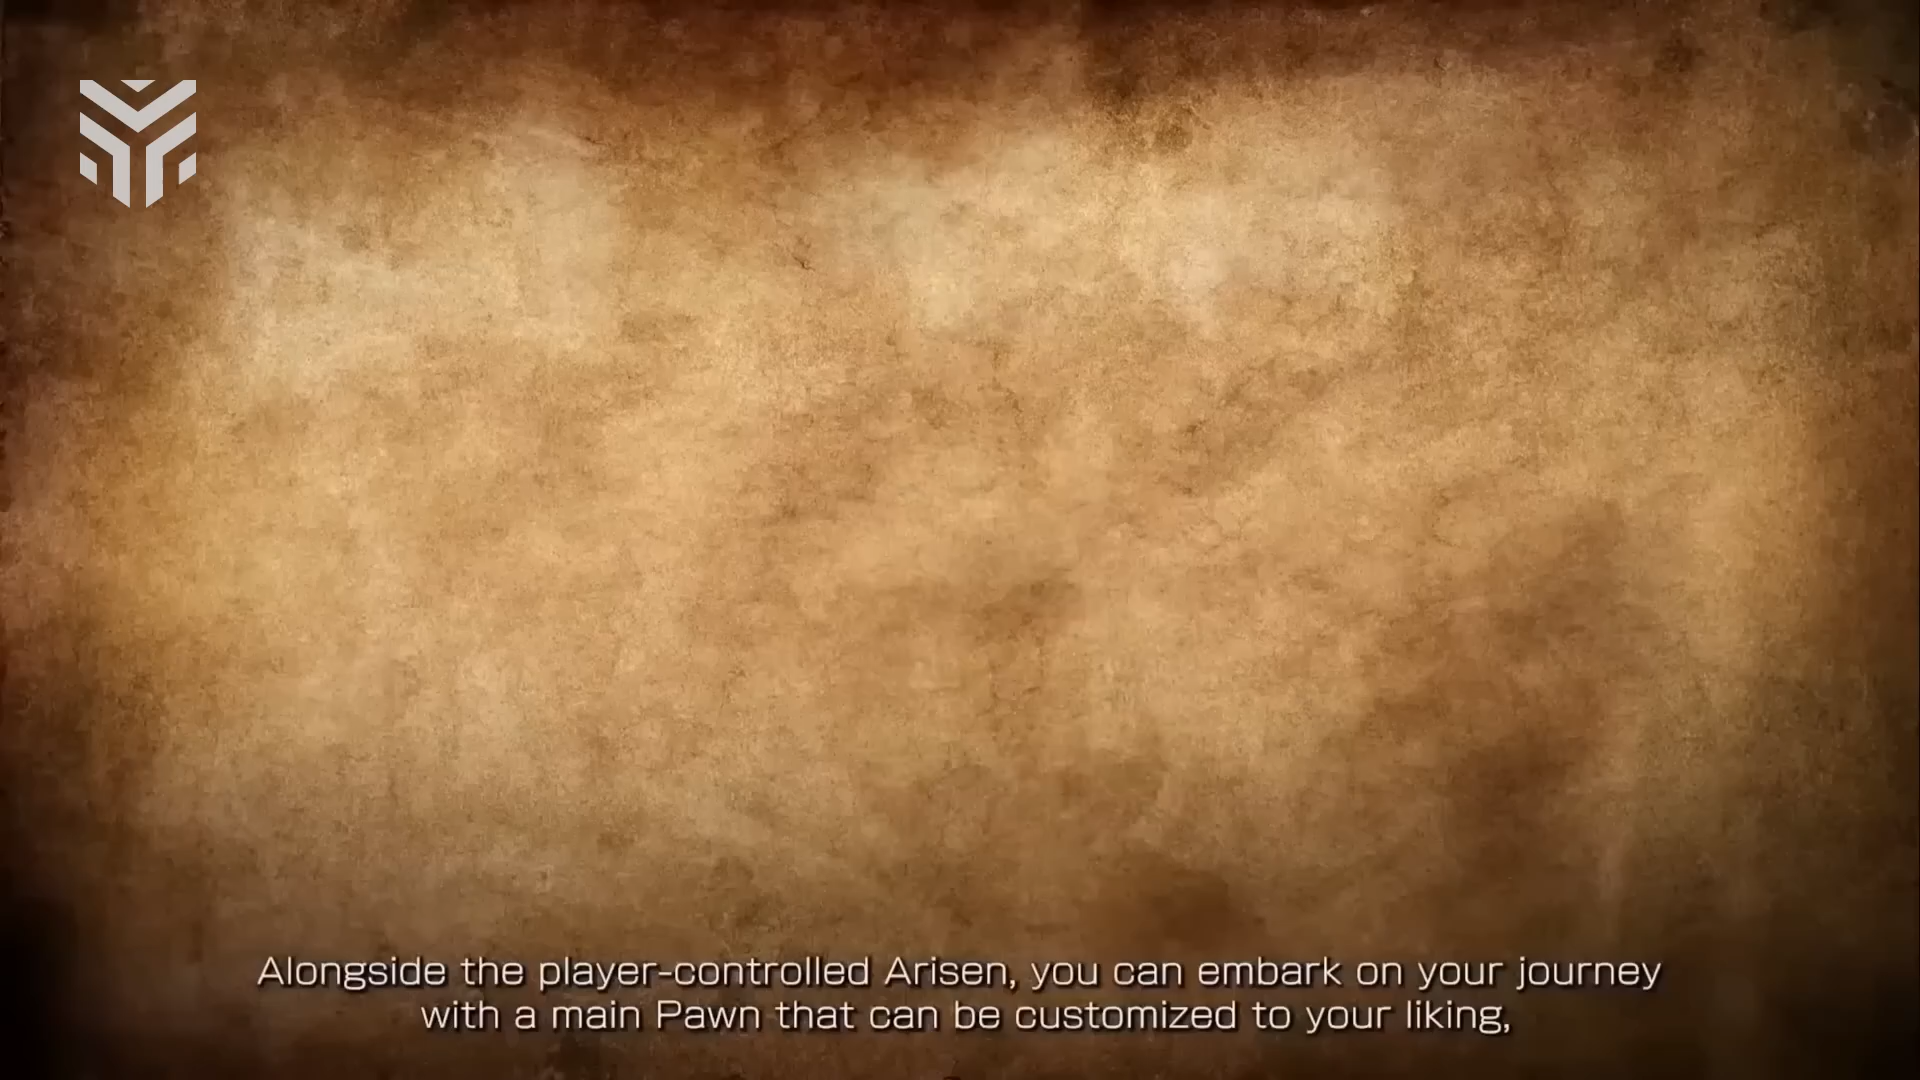 Alongside the player-controlled Arisen, you can embark on your journey
with a main Pawn that can be customized to your liking,